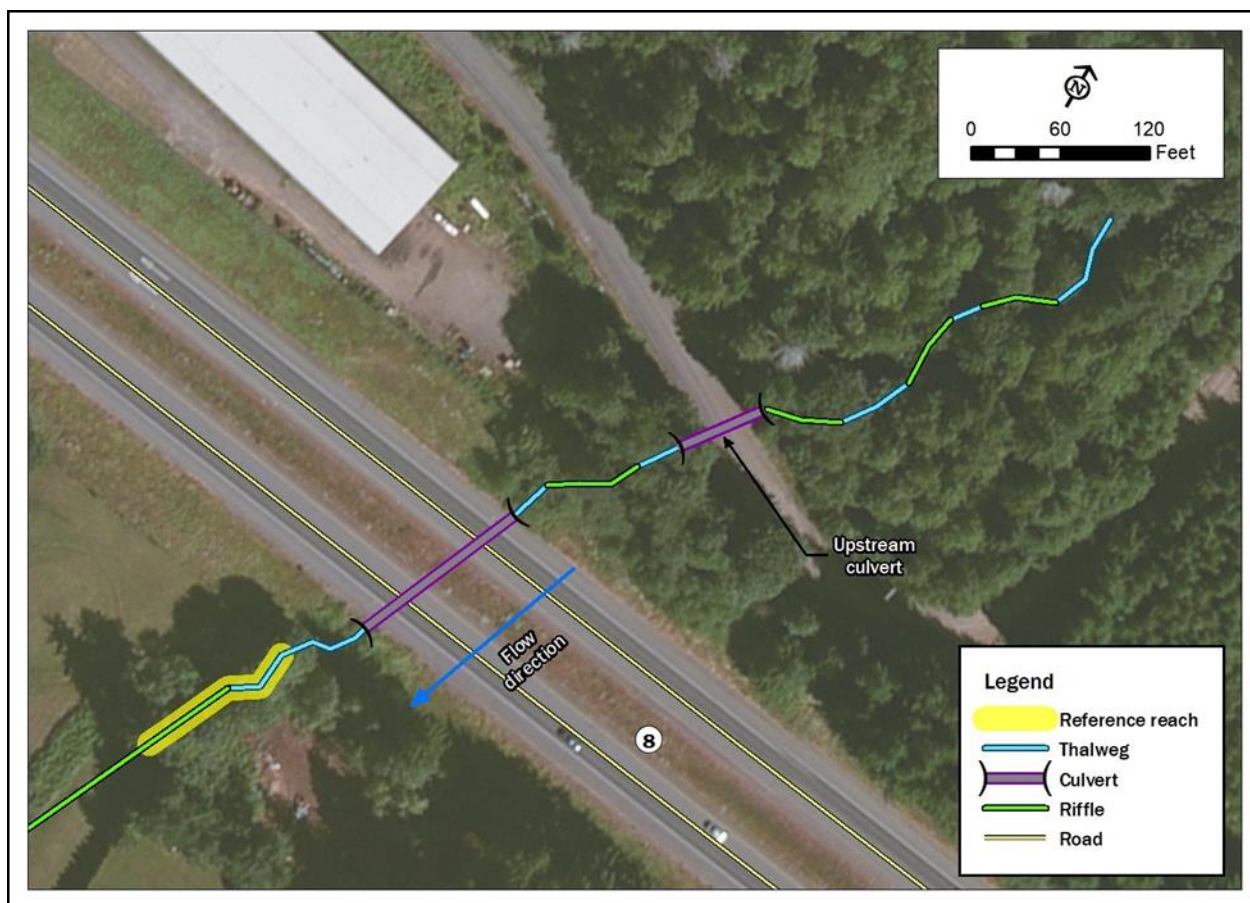 N
0 60 120
Feet
Upstream
culvert
Flow
direction
8
Legend
Reference reach
Thalweg
Culvert
Riffle
Road